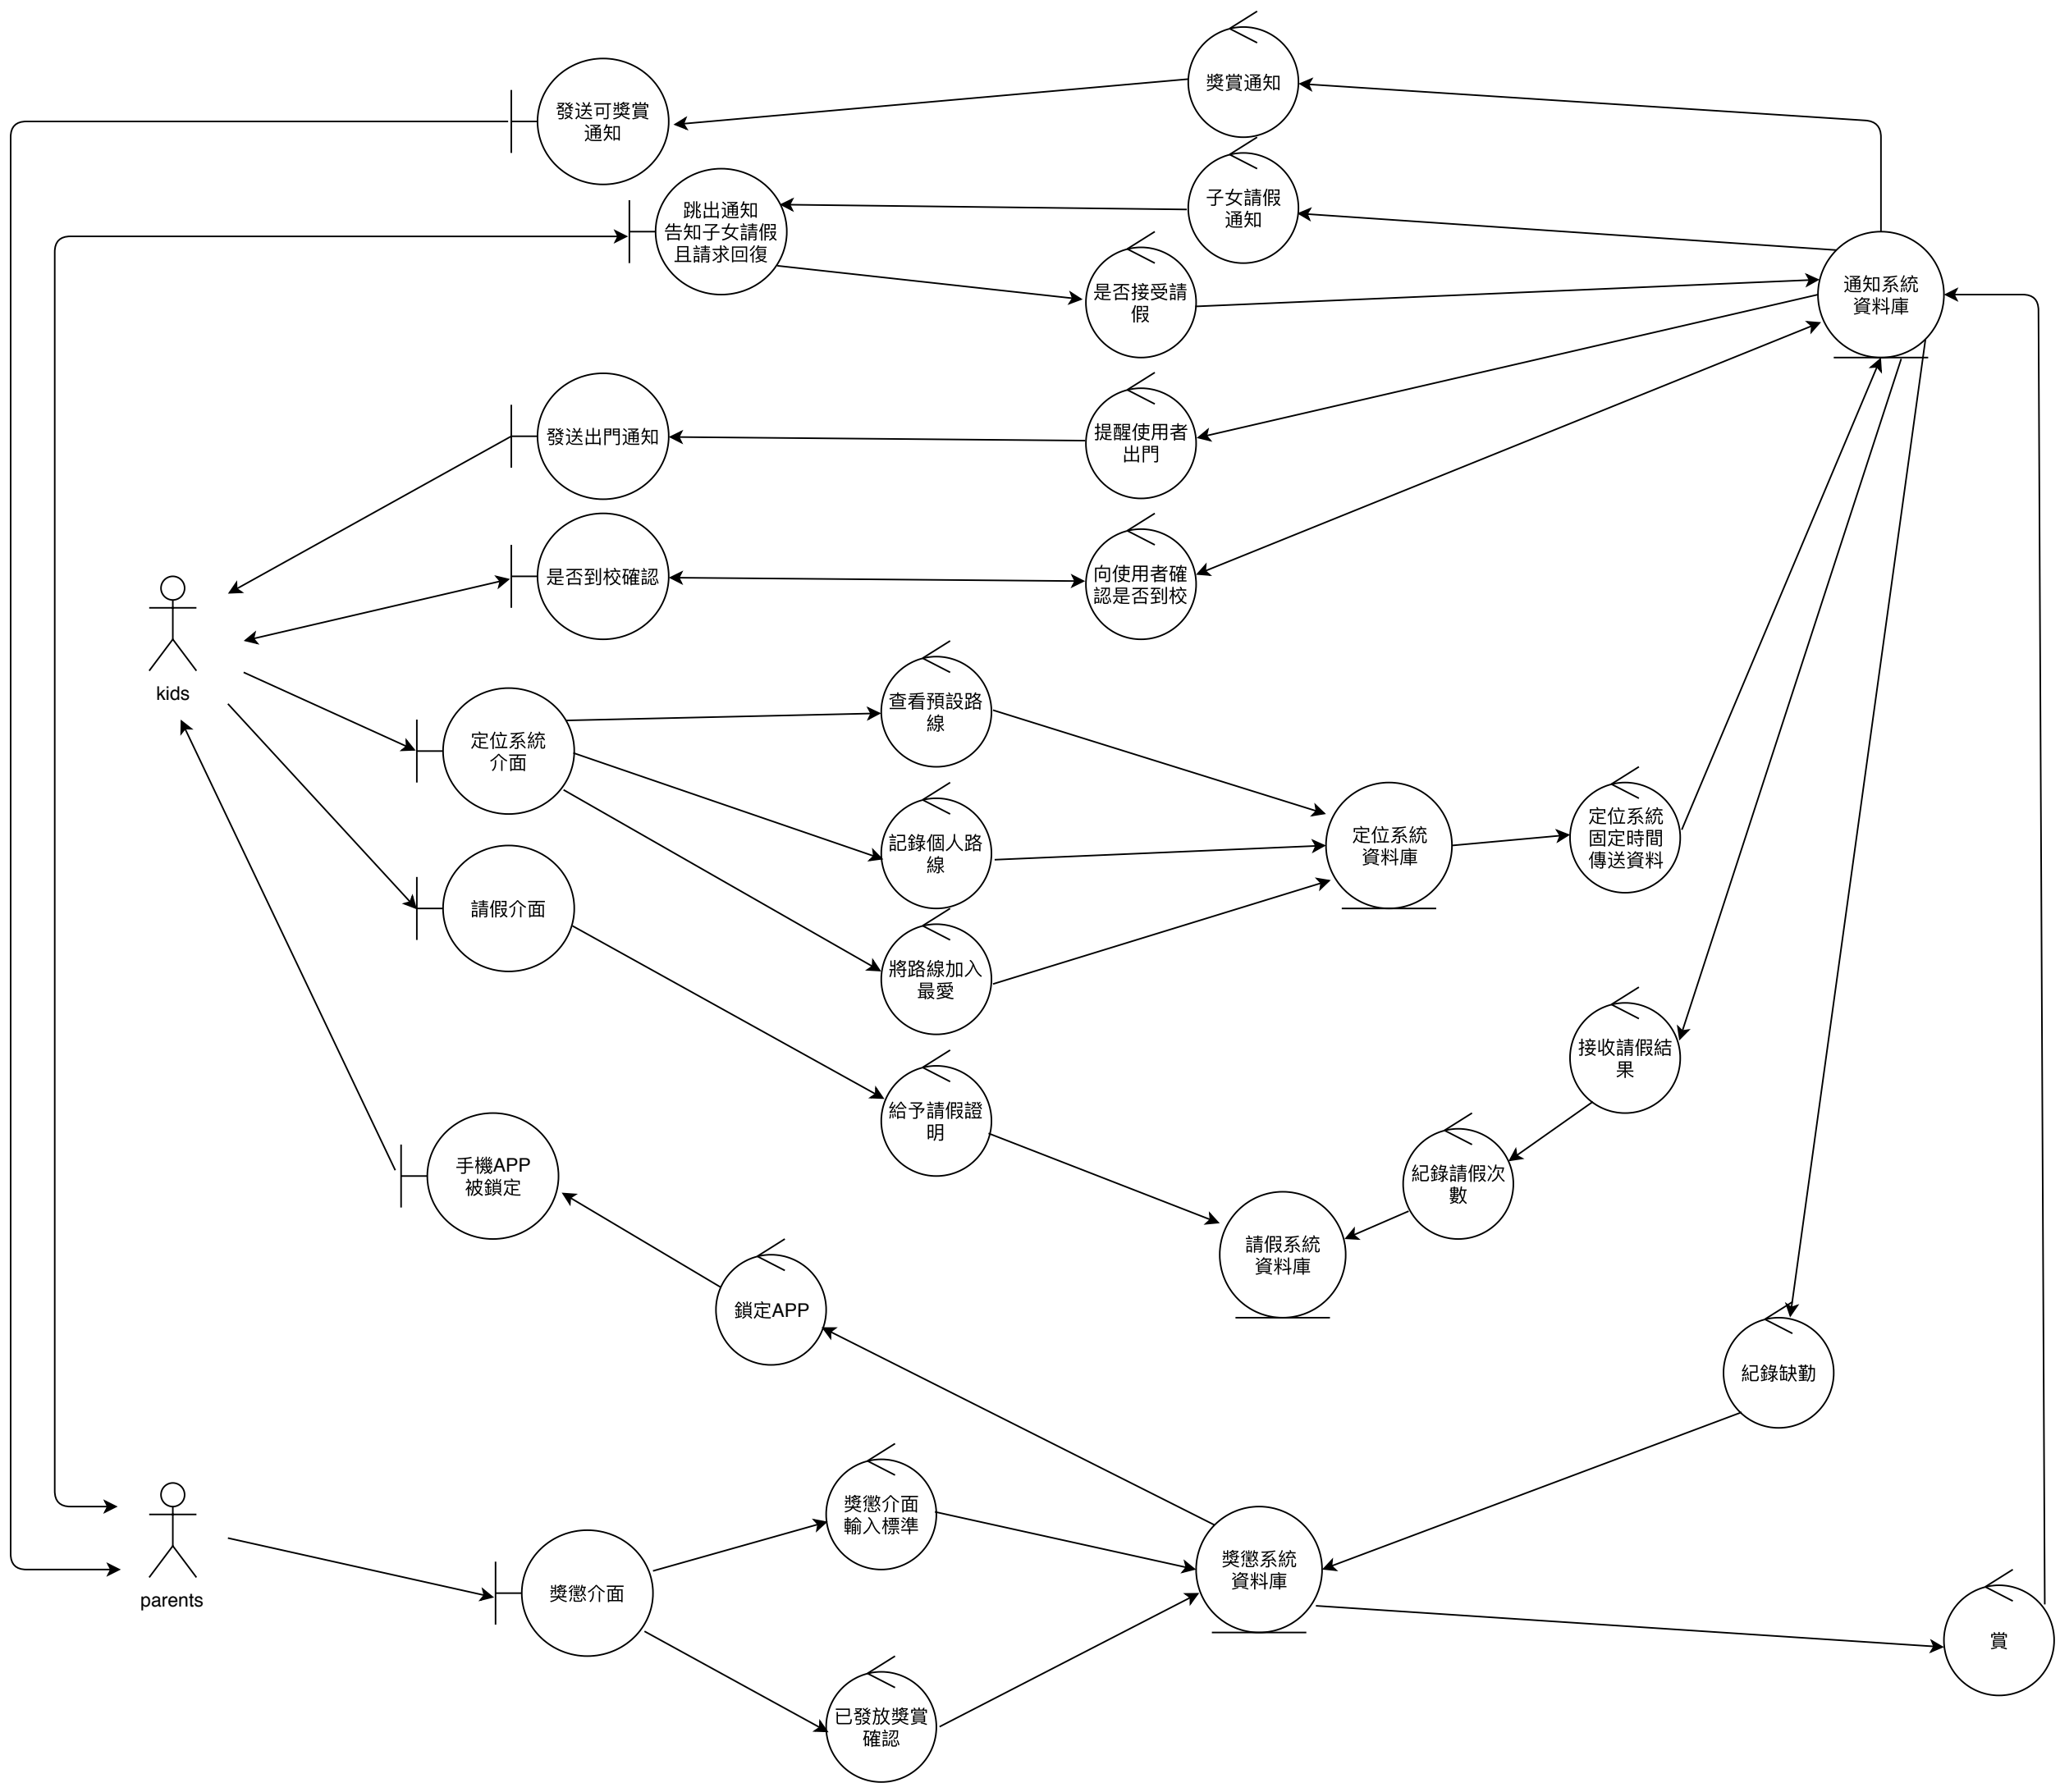 獎賞通知
發送可獎賞
通知
跳出通知
告知子女請假
且請求回復
子女請假
通知
是否接受請
假
通知系統
資料庫
發送出門通知
提醒使用者
出門
是否到校確認
向使用者確
認是否到校
kids
定位系統
介面
查看預設路
線
記錄個人路
線
定位系統
資料庫
定位系統
固定時間
傳送資料
請假介面
將路線加入
最愛
接收請假結
果
給予請假證
明
手機APP
被鎖定
紀錄請假次
數
請假系統
資料庫
鎖定APP
紀錄缺勤
parents
獎懲介面
獎懲介面
輸入標準
獎懲系統
資料庫
賞
已發放獎賞
確認